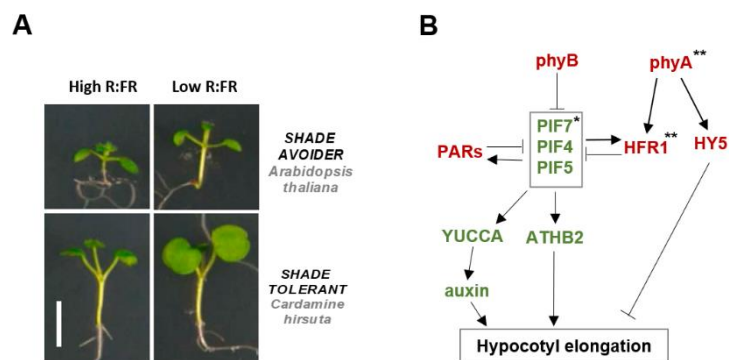 A
High R:FR
Low R:FR
SHADE
AVOIDER
Arabidopsis
thaliana
SHADE
TOLERANT
Cardamine
hirsuta
B
phyB
phyA**
PIF7*
PIF4
PIF5
PARs
HFR1**
HY5
YUCCA
ATHB2
auxin
Hypocotyl elongation